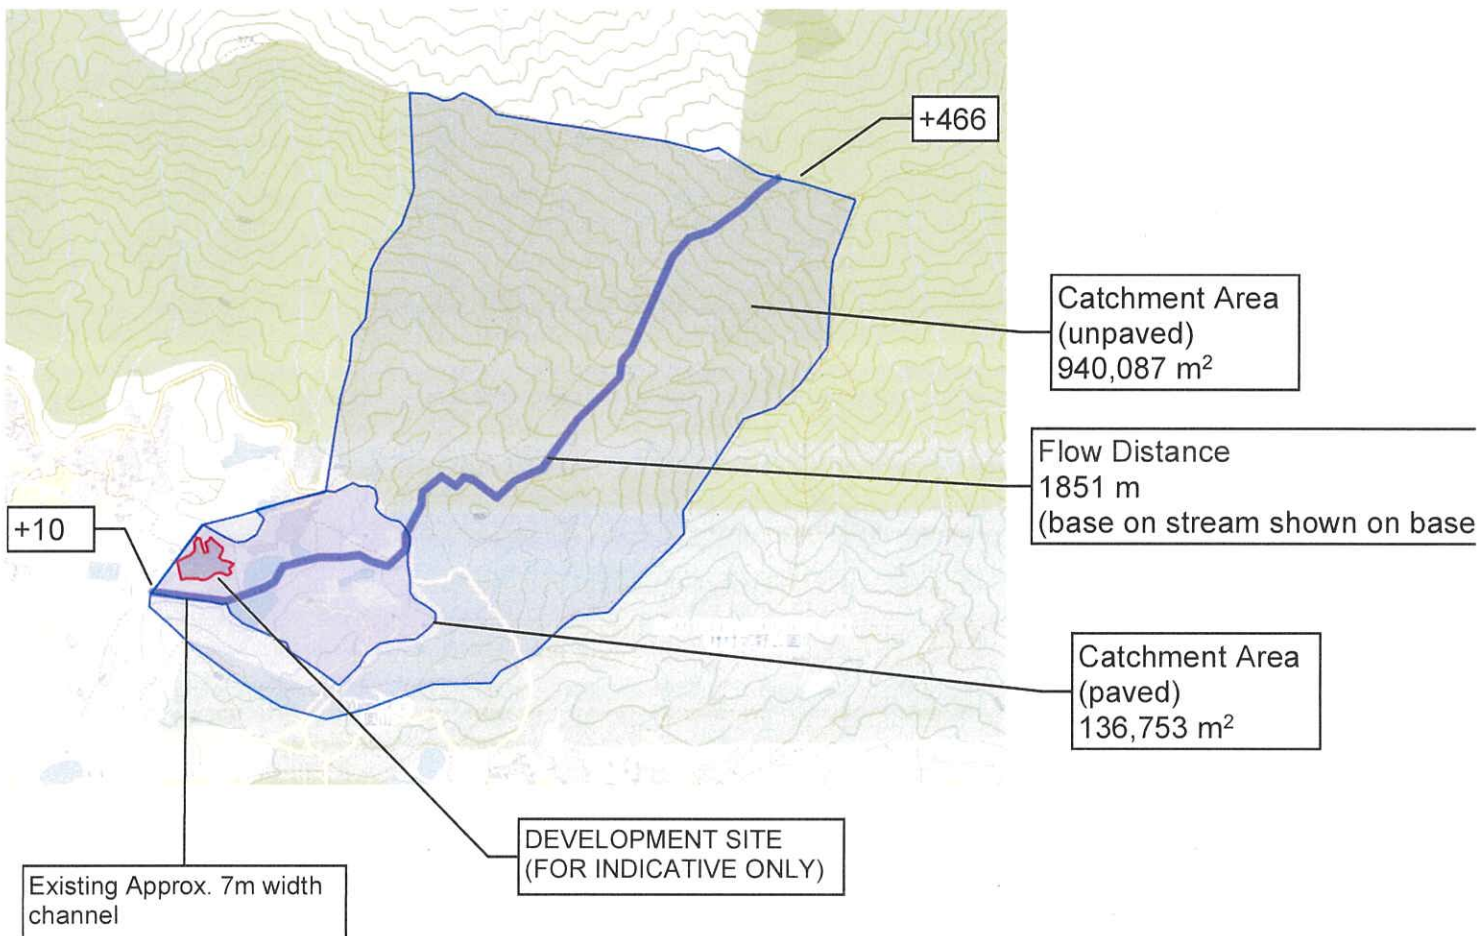 +466
Catchment Area
(unpaved)
940,087 m²
Flow Distance
1851 m
(base on stream shown on base
+10
Catchment Area
(paved)
136,753 m²
DEVELOPMENT SITE
(FOR INDICATIVE ONLY)
Existing Approx. 7m width
channel